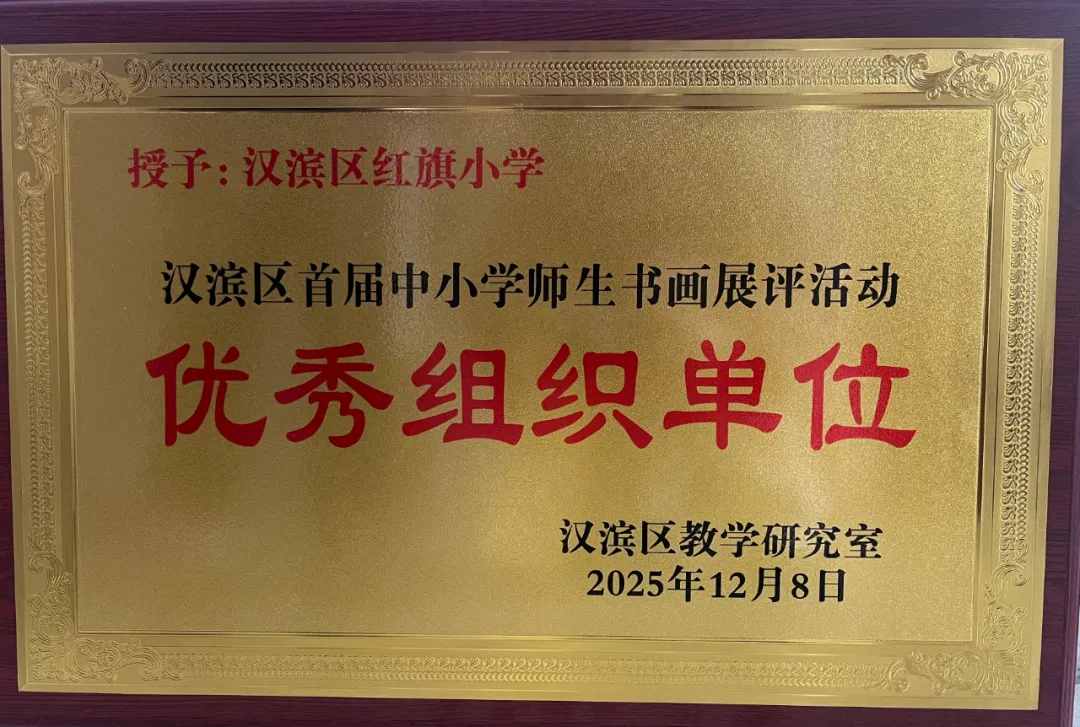 授予：汉滨区红旗小学
汉滨区首届中小学师生书画展评活动
优秀组织单位
汉滨区教学研究室
2025年12月8日